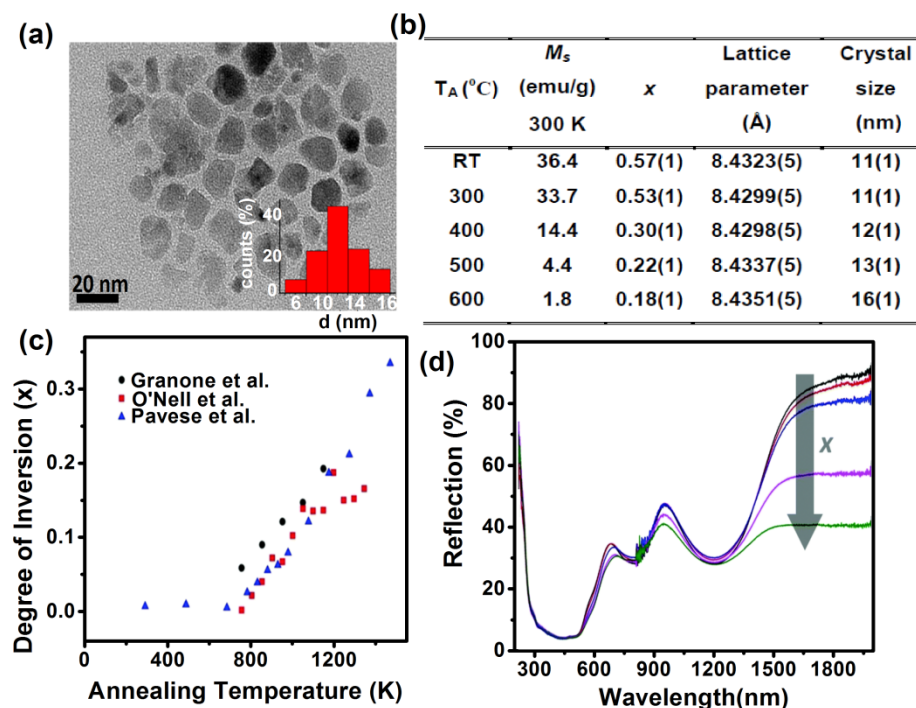 (a)
counts (%)
40
20
0
6 10 14 16
d (nm)
20 nm
(b)
T_A (°C) M_s (emu/g) 300 K x Lattice parameter (Å) Crystal size (nm)
RT 36.4 0.57(1) 8.4323(5) 11(1)
300 33.7 0.53(1) 8.4299(5) 11(1)
400 14.4 0.30(1) 8.4298(5) 12(1)
500 4.4 0.22(1) 8.4337(5) 13(1)
600 1.8 0.18(1) 8.4351(5) 16(1)
(c)
Granone et al.
O'Nell et al.
Pavese et al.
Degree of Inversion (x)
0.3
0.2
0.1
0.0
0 400 800 1200
Annealing Temperature (K)
(d)
Reflection (%)
100
80
60
40
20
0
x
300 600 900 1200 1500 1800
Wavelength(nm)